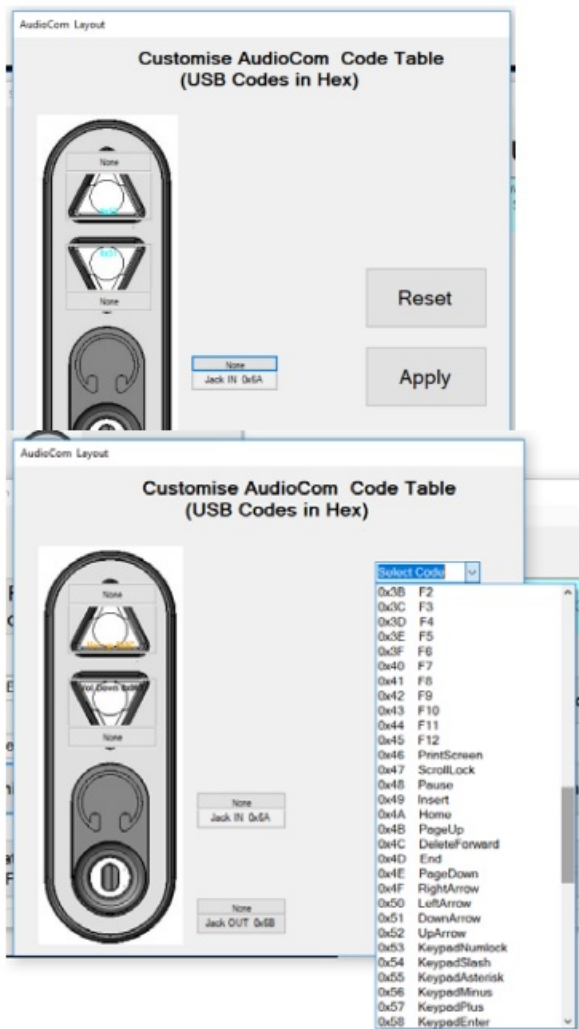 AudioCom Layout
Customise AudioCom Code Table
(USB Codes in Hex)
None
0x51
None
Reset
None
Jack IN 0x6A
Apply
AudioCom Layout
Customise AudioCom Code Table
(USB Codes in Hex)
Select Code
None
Vol Down
None
None
Jack IN 0x6A
None
Jack OUT 0x6B
0x3B F2
0x3C F3
0x3D F4
0x3E F5
0x3F F6
0x40 F7
0x41 F8
0x42 F9
0x43 F10
0x44 F11
0x45 F12
0x46 PrintScreen
0x47 ScrollLock
0x48 Pause
0x49 Insert
0x4A Home
0x4B PageUp
0x4C DeleteForward
0x4D End
0x4E PageDown
0x4F RightArrow
0x50 LeftArrow
0x51 DownArrow
0x52 UpArrow
0x53 KeypadNumlock
0x54 KeypadSlash
0x55 KeypadAsterisk
0x56 KeypadMinus
0x57 KeypadPlus
0x58 KeypadEnter